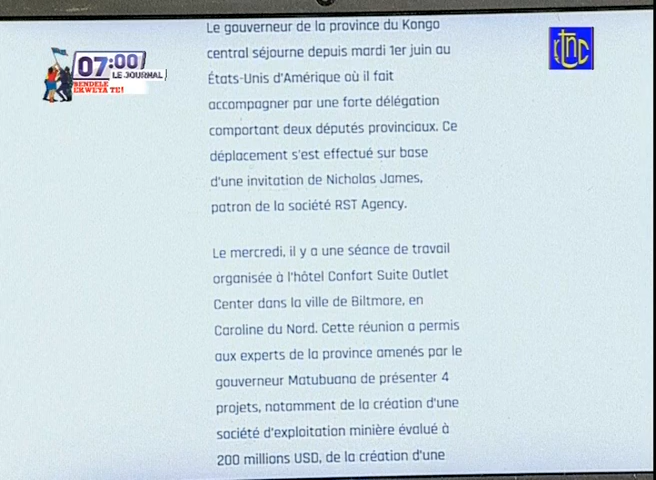 07:00
LE JOURNAL
BENDELE
EKWEYA TE!
rtnc
Le gouverneur de la province du Kongo
central séjourne depuis mardi 1er juin au
États-Unis d'Amérique où il fait
accompagner par une forte délégation
comportant deux députés provinciaux. Ce
déplacement s'est effectué sur base
d'une invitation de Nicholas James,
patron de la société RST Agency.
Le mercredi, il y a une séance de travail
organisée à l'hôtel Confort Suite Outlet
Center dans la ville de Biltmore, en
Caroline du Nord. Cette réunion a permis
aux experts de la province amenés par le
gouverneur Matubuana de présenter 4
projets, notamment de la création d'une
société d'exploitation minière évalué à
200 millions USD, de la création d'une